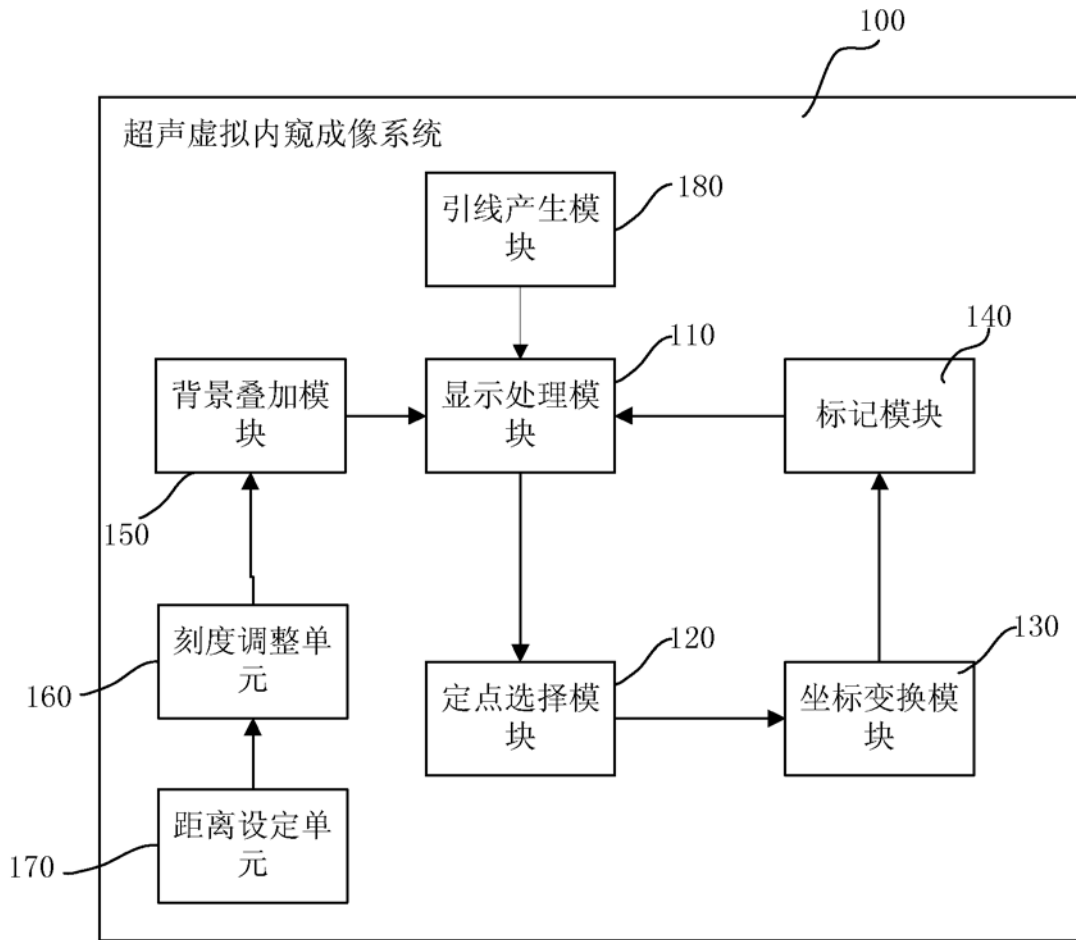 100
超声虚拟内窥成像系统
引线产生模
块
180
背景叠加模
块
150
显示处理模
块
110
标记模块
140
刻度调整单
元
160
定点选择模
块
120
坐标变换模
块
130
距离设定单
元
170